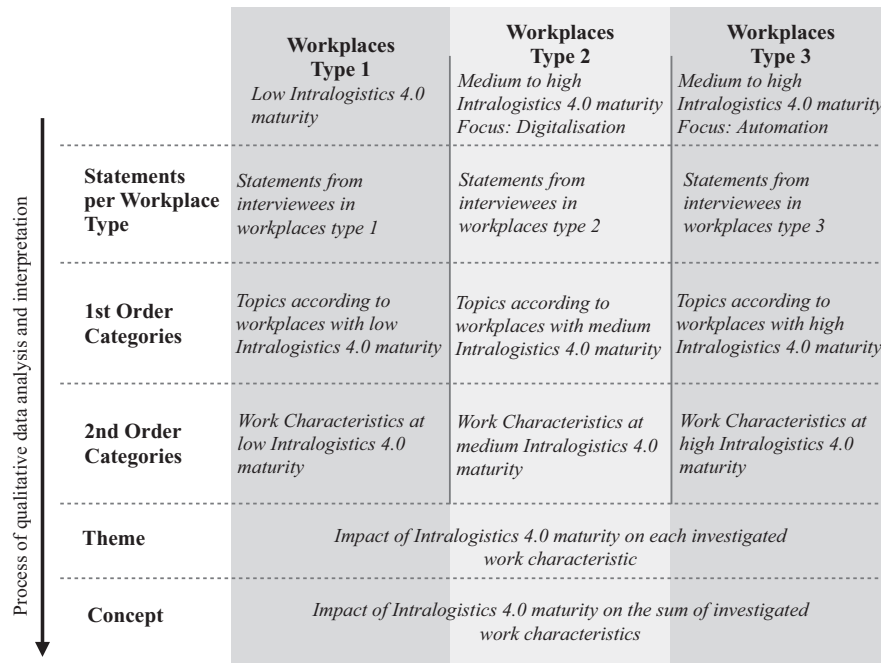 Workplaces
Type 1
Low Intralogistics 4.0
maturity
Workplaces
Type 2
Medium to high
Intralogistics 4.0 maturity
Focus: Digitalisation
Workplaces
Type 3
Medium to high
Intralogistics 4.0 maturity
Focus: Automation
Process of qualitative data analysis and interpretation
Statements
per Workplace
Type
Statements from
interviewees in
workplaces type 1
Statements from
interviewees in
workplaces type 2
Statements from
interviewees in
workplaces type 3
1st Order
Categories
Topics according to
workplaces with low
Intralogistics 4.0 maturity
Topics according to
workplaces with medium
Intralogistics 4.0 maturity
Topics according to
workplaces with high
Intralogistics 4.0 maturity
2nd Order
Categories
Work Characteristics at
low Intralogistics 4.0
maturity
Work Characteristics at
medium Intralogistics 4.0
maturity
Work Characteristics at
high Intralogistics 4.0
maturity
Theme
Impact of Intralogistics 4.0 maturity on each investigated
work characteristic
Concept
Impact of Intralogistics 4.0 maturity on the sum of investigated
work characteristics